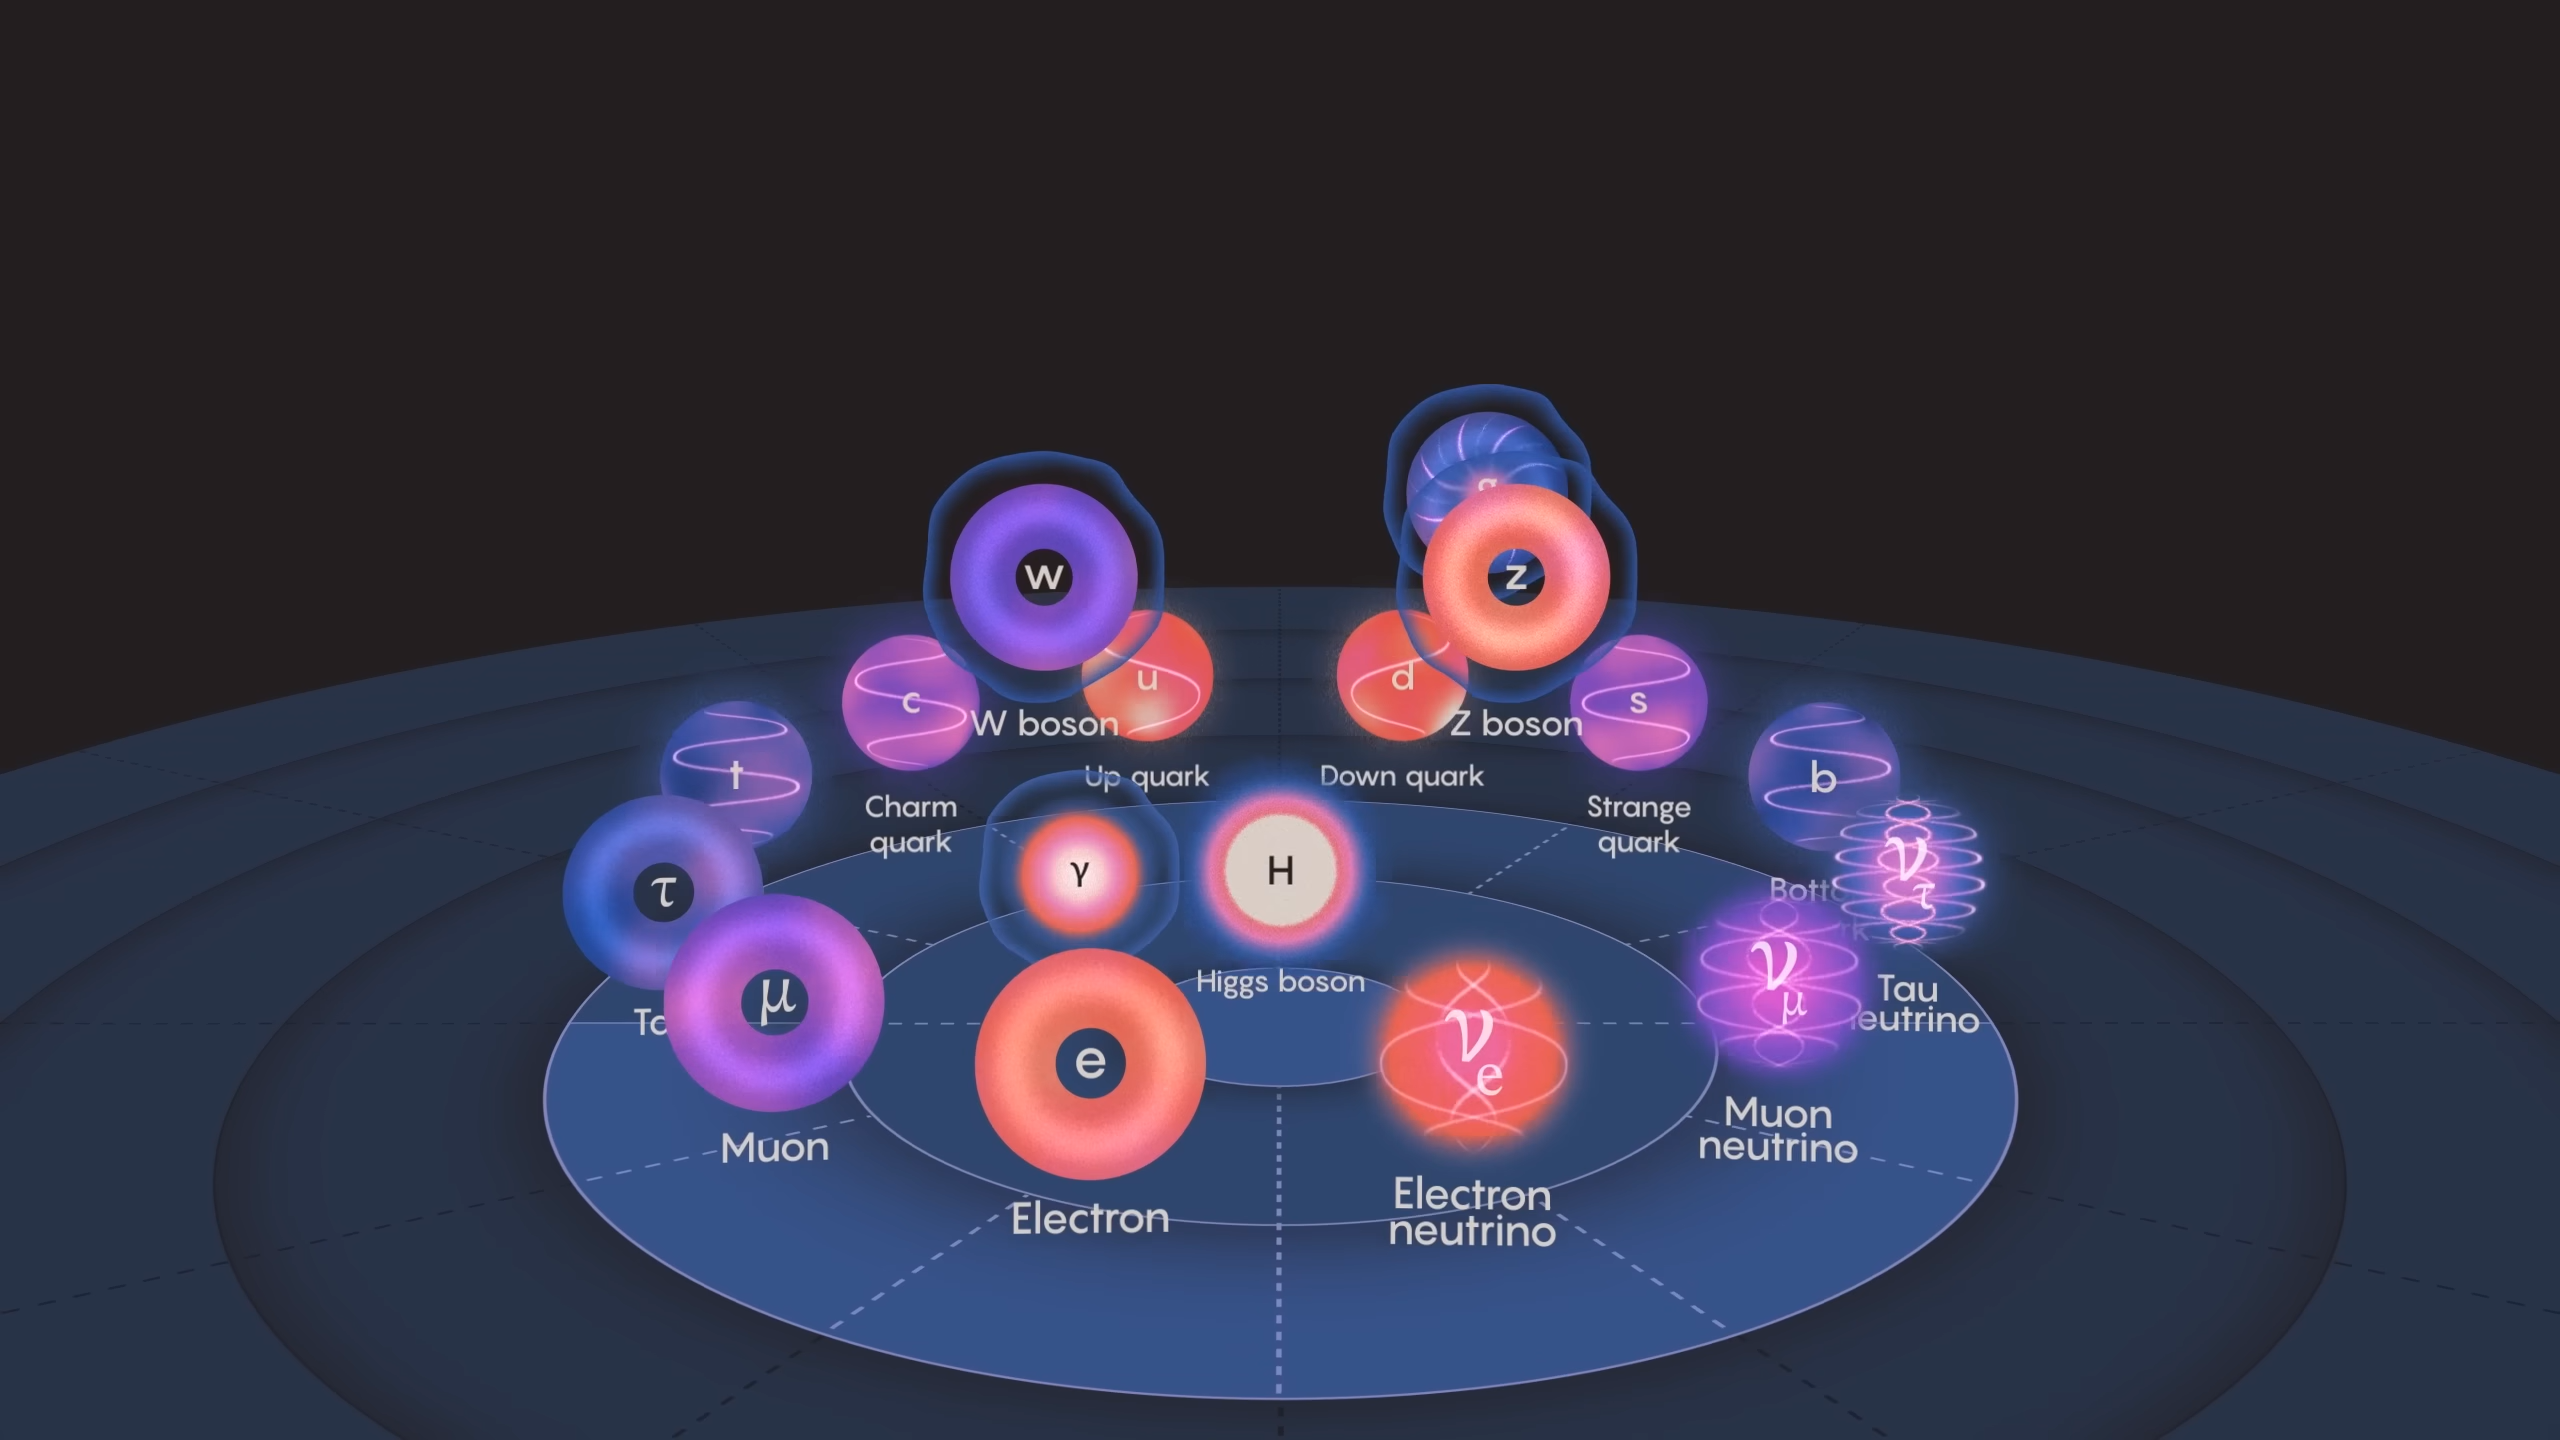 g
W
Z
u
d
c
s
W boson
Z boson
t
b
Up quark
Down quark
Charm
quark
Strange
quark
γ
H
ν
τ
τ
ν
μ
Higgs boson
Tau
μ
Muon
neutrino
e
ν
e
Muon
Electron
Electron
neutrino